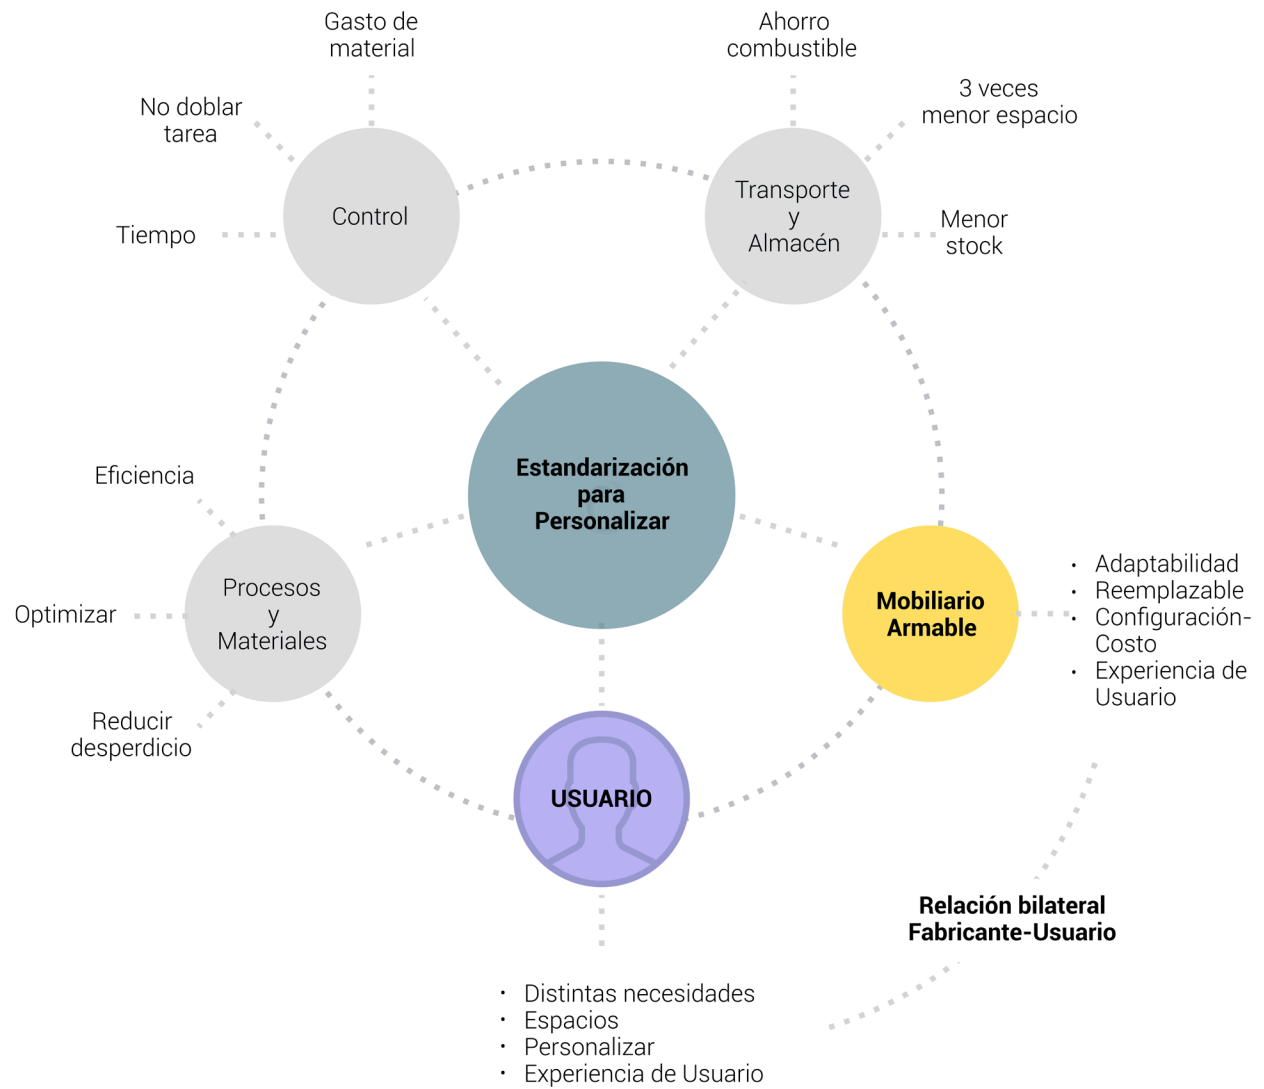 Gasto de
material
No doblar
tarea
Tiempo
Control
Ahorro
combustible
3 veces
menor espacio
Menor
stock
Transporte
y
Almacén
Estandarización
para
Personalizar
Eficiencia
Optimizar
Reducir
desperdicio
Procesos
y
Materiales
Mobiliario
Armable
• Adaptabilidad
• Reemplazable
• Configuración-
Costo
• Experiencia de
Usuario
USUARIO
Relación bilateral
Fabricante-Usuario
• Distintas necesidades
• Espacios
• Personalizar
• Experiencia de Usuario